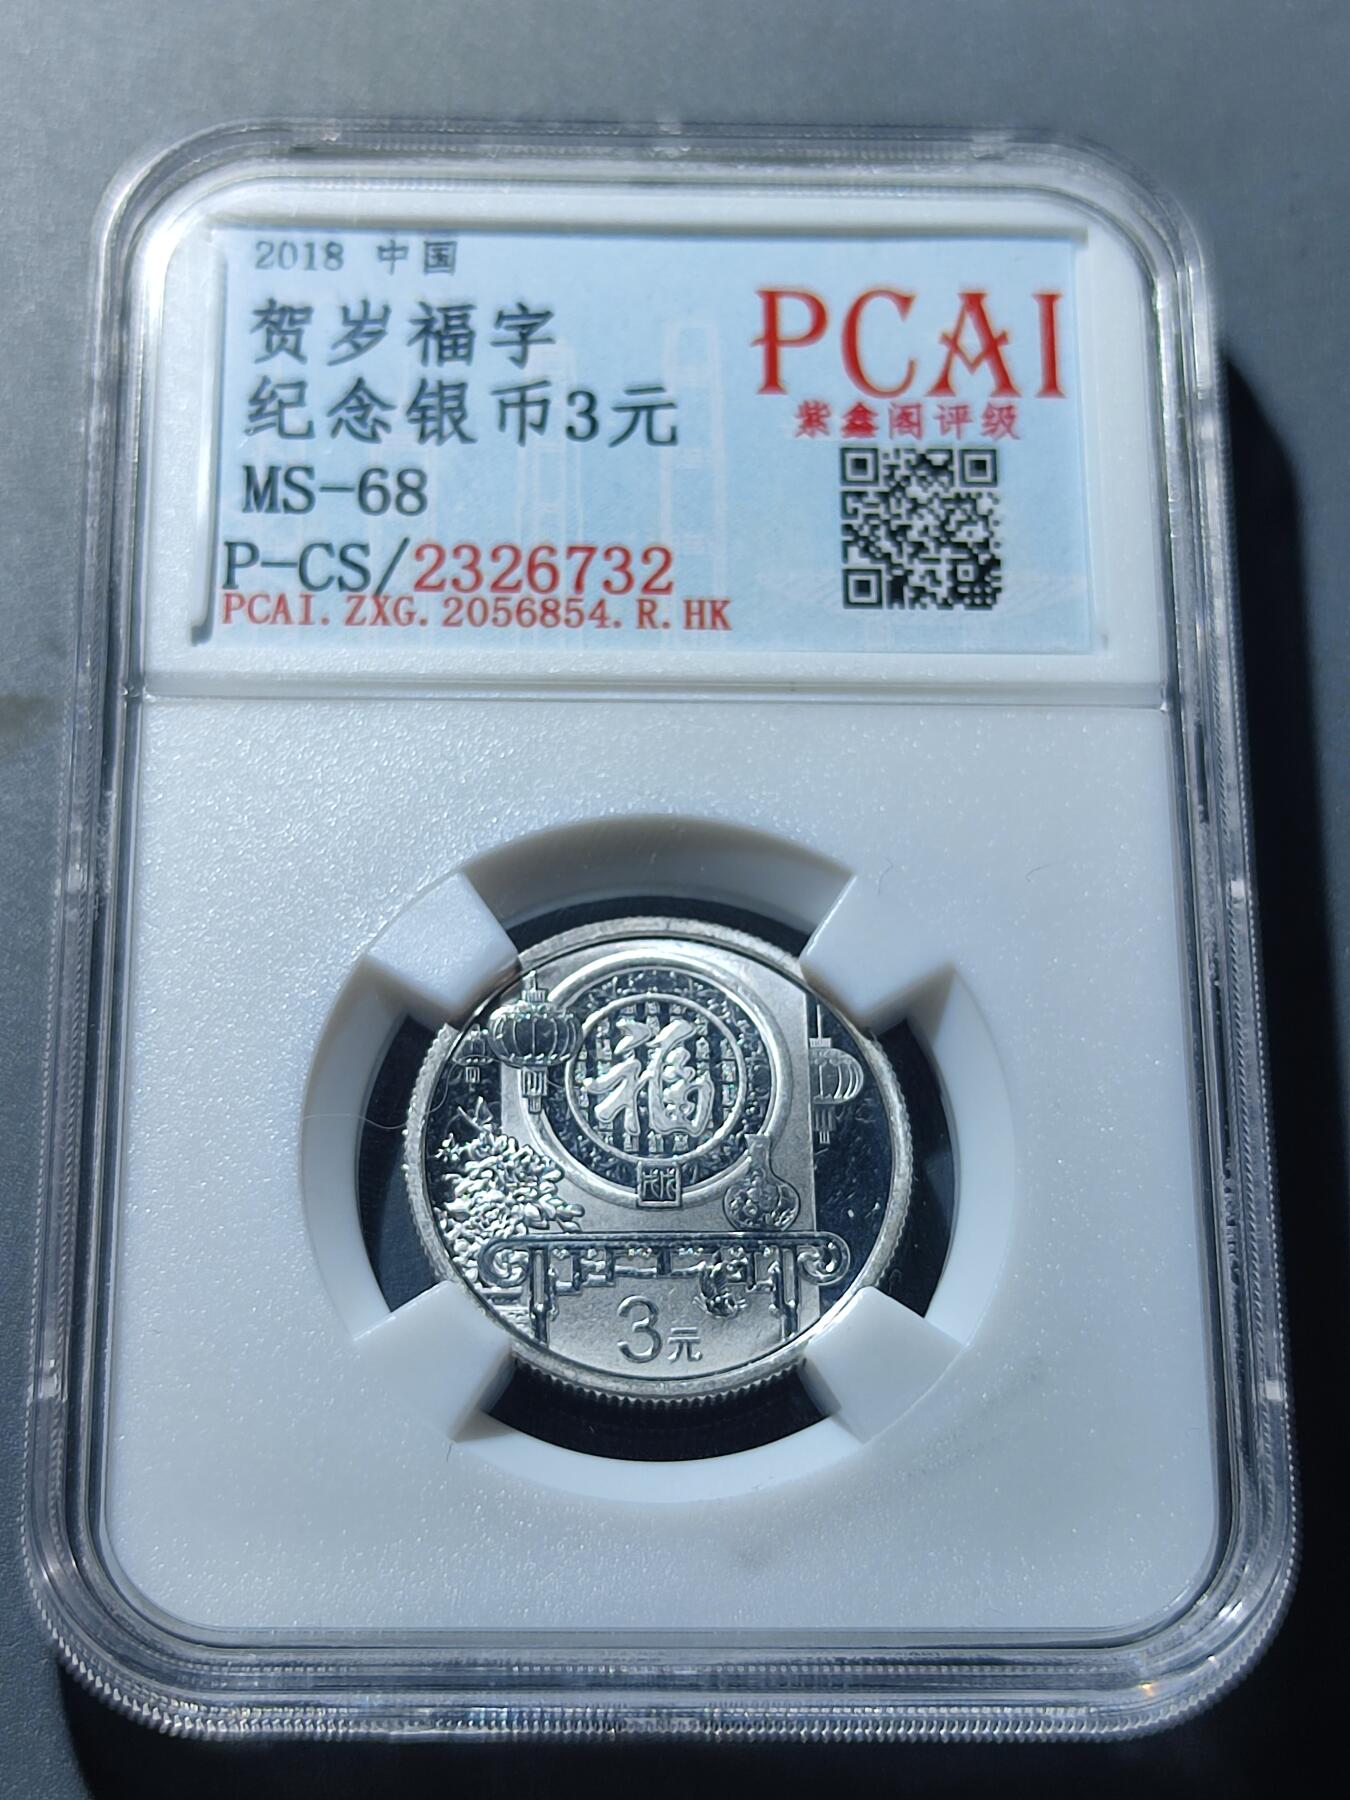 2018 中国
贺岁福字
纪念银币3元
MS-68
P-CS/2326732
PCAI.ZXG.2056854.R.HK
PCAI
紫鑫阁评级
福
3元